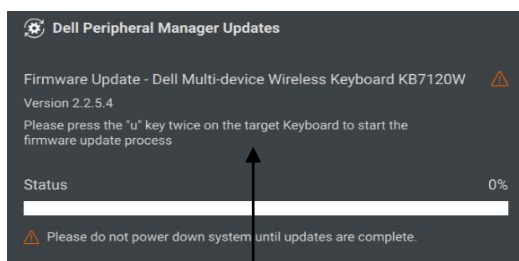 Dell Peripheral Manager Updates
Firmware Update - Dell Multi-device Wireless Keyboard KB7120W
Version 2.2.5.4
Please press the "u" key twice on the target Keyboard to start the
firmware update process
Status 0%
Please do not power down system until updates are complete.